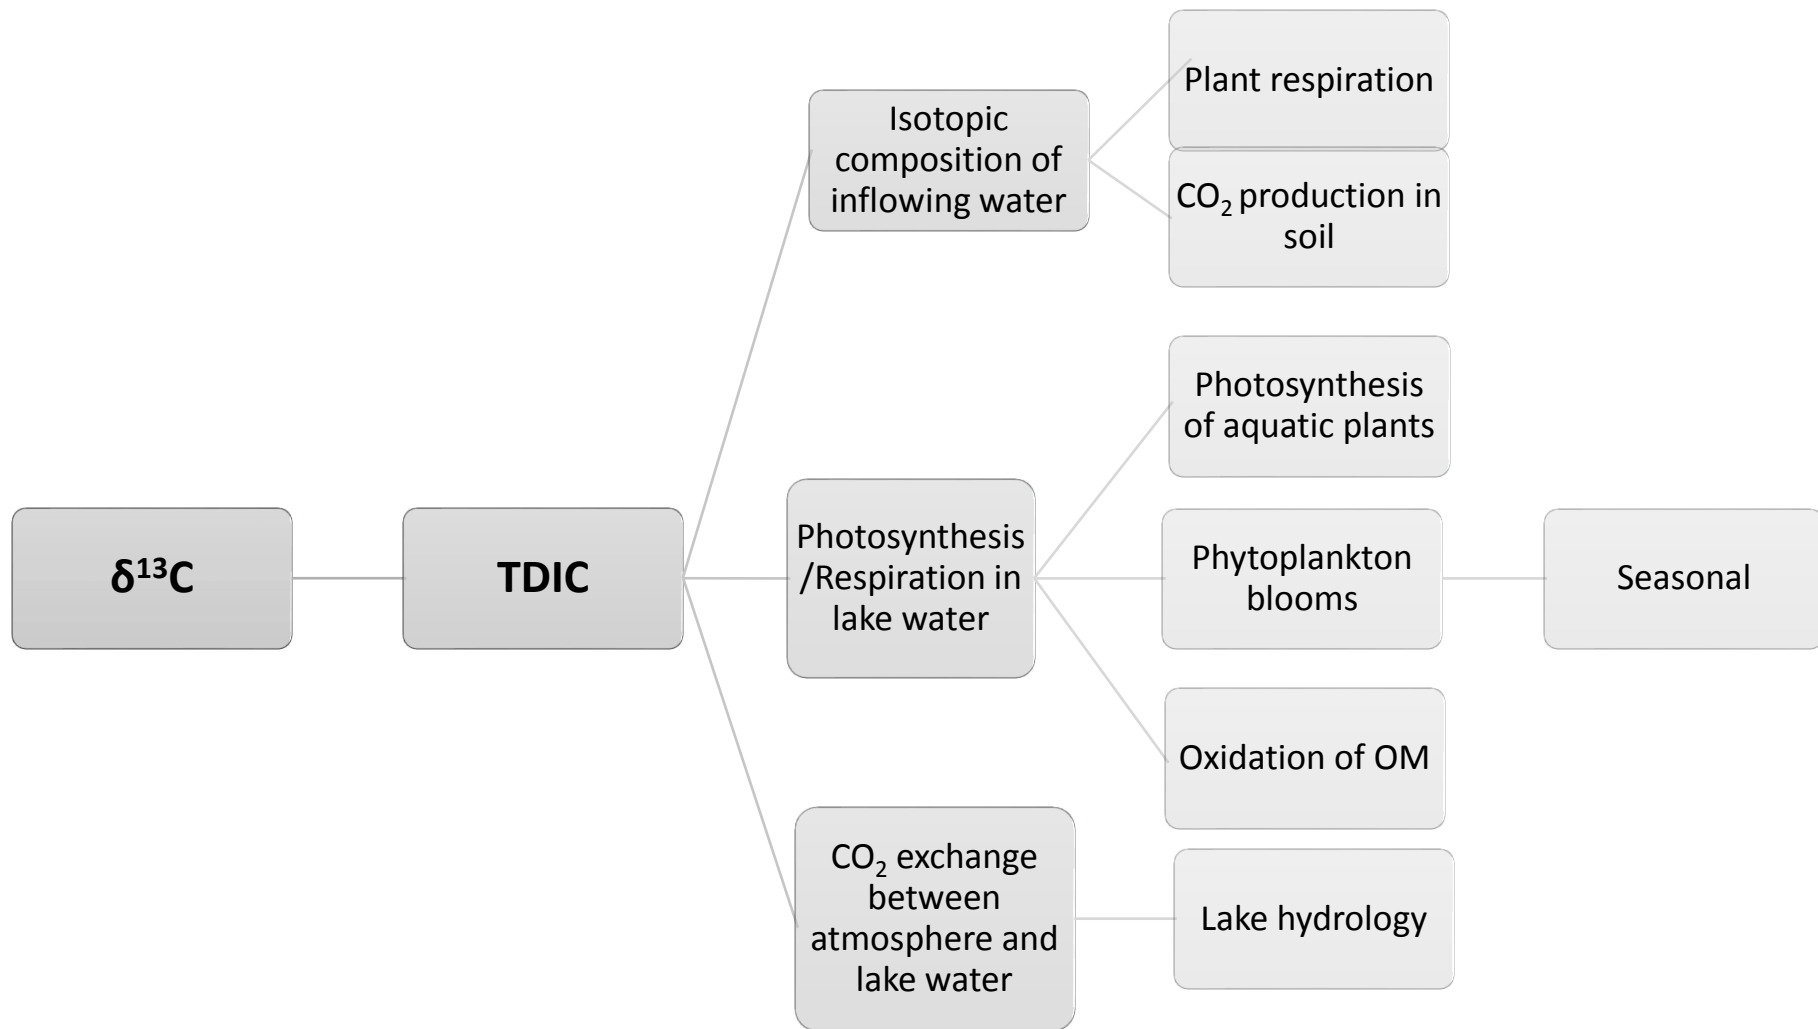 δ¹³C
TDIC
Isotopic
composition of
inflowing water
Plant respiration
CO₂ production in
soil
Photosynthesis
/Respiration in
lake water
Photosynthesis
of aquatic plants
Phytoplankton
blooms
Seasonal
Oxidation of OM
CO₂ exchange
between
atmosphere and
lake water
Lake hydrology